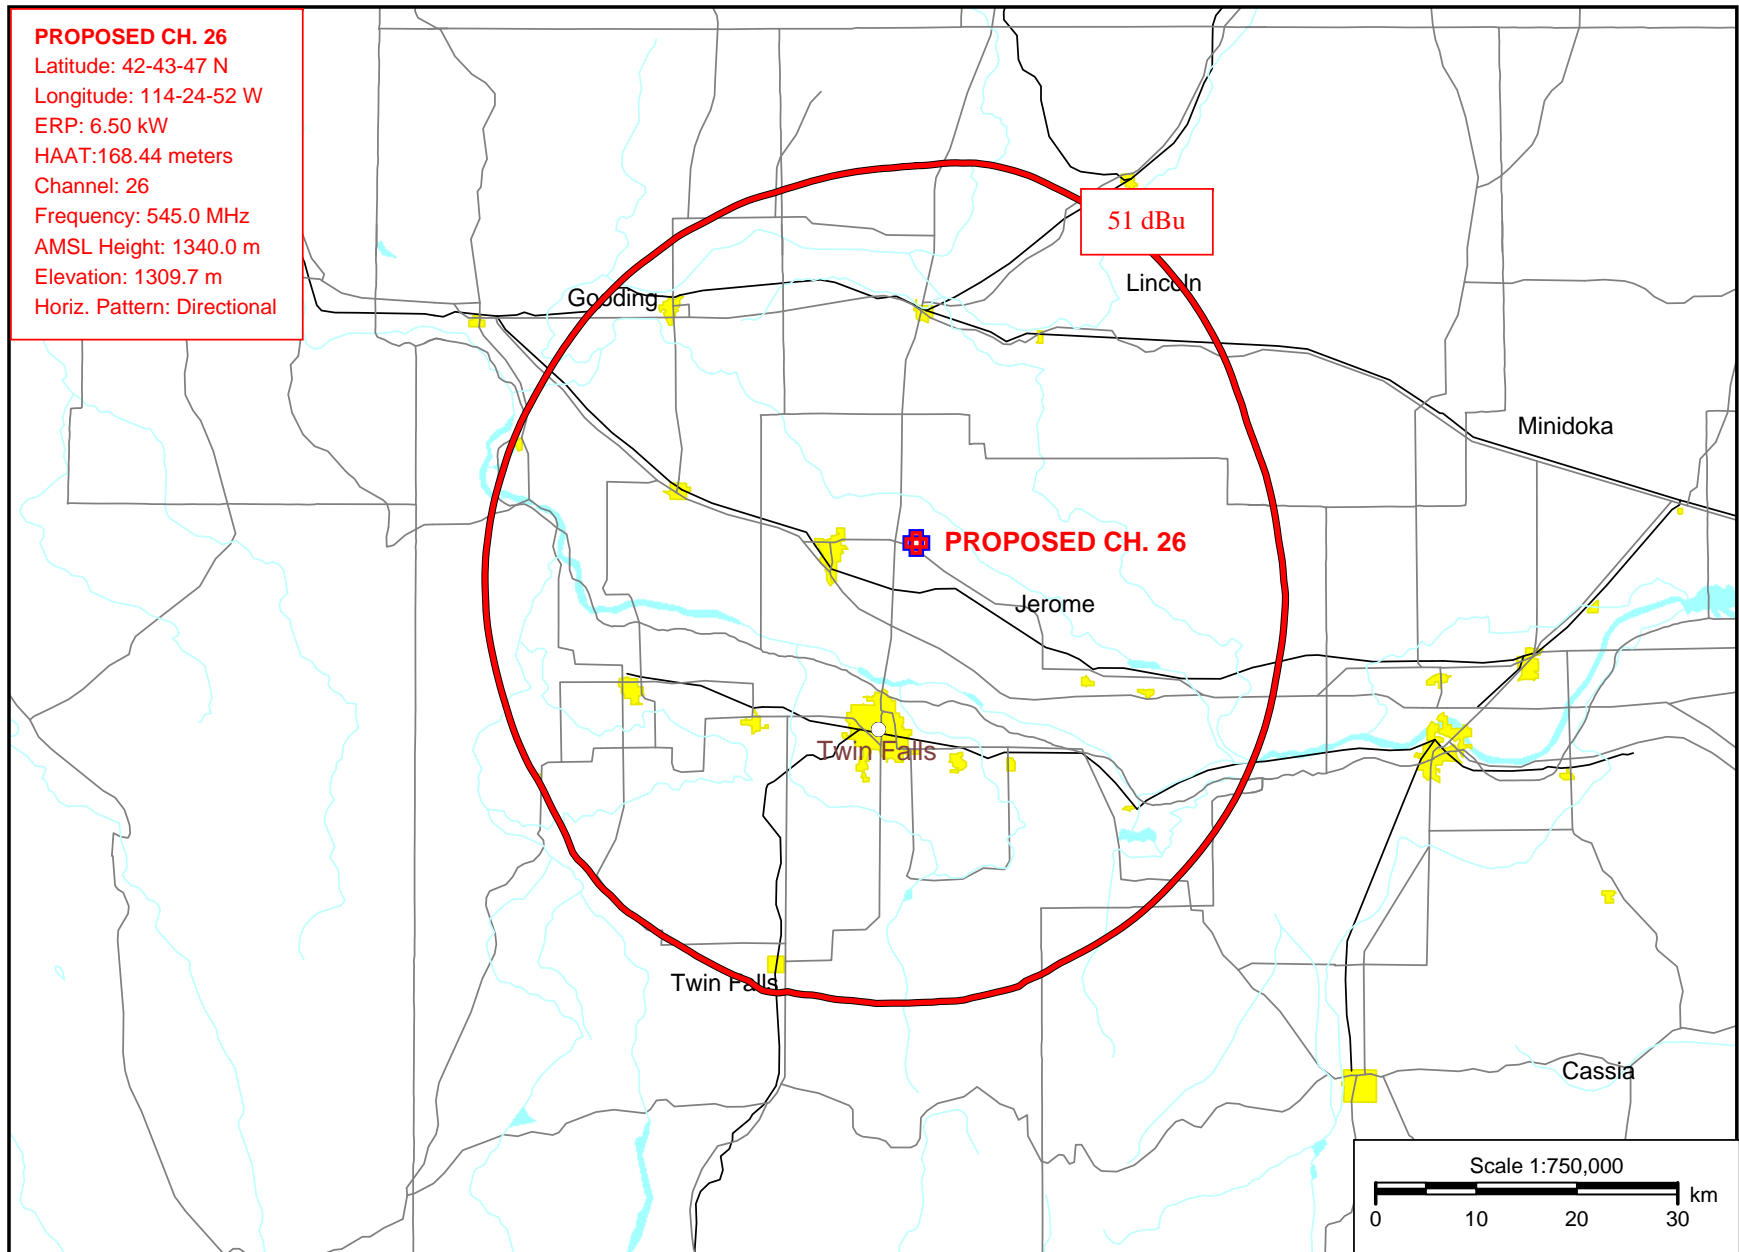 PROPOSED CH. 26
Latitude: 42-43-47 N
Longitude: 114-24-52 W
ERP: 6.50 kW
HAAT:168.44 meters
Channel: 26
Frequency: 545.0 MHz
AMSL Height: 1340.0 m
Elevation: 1309.7 m
Horiz. Pattern: Directional
51 dBu
Lincoln
Gooding
Minidoka
PROPOSED CH. 26
Jerome
Twin Falls
Twin Falls
Cassia
Scale 1:750,000
km
0 10 20 30